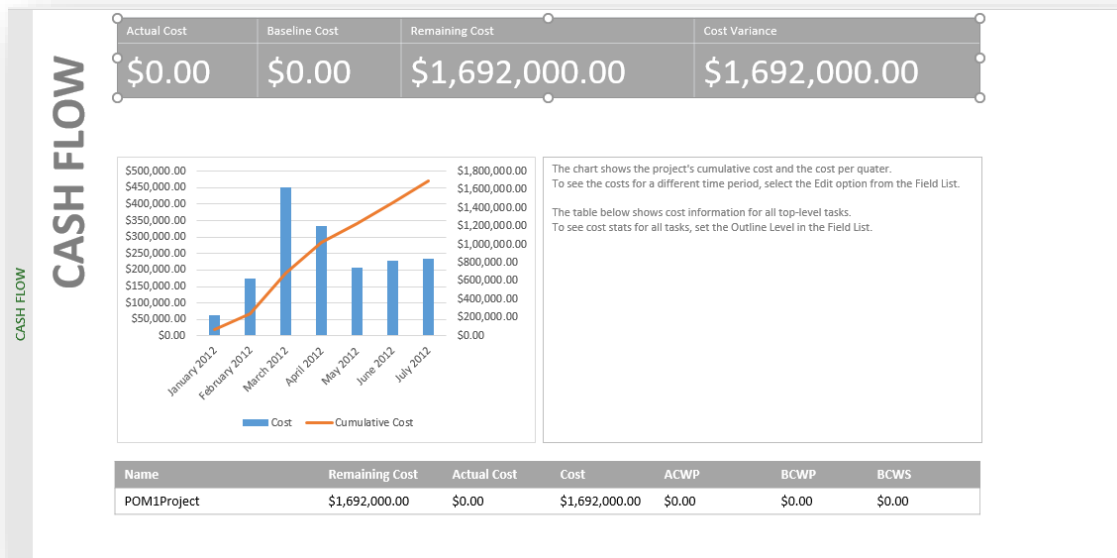 CASH FLOW
CASH FLOW
Actual Cost Baseline Cost Remaining Cost Cost Variance
$0.00 $0.00 $1,692,000.00 $1,692,000.00
$500,000.00
$450,000.00
$400,000.00
$350,000.00
$300,000.00
$250,000.00
$200,000.00
$150,000.00
$100,000.00
$50,000.00
$0.00
$1,800,000.00
$1,600,000.00
$1,400,000.00
$1,200,000.00
$1,000,000.00
$800,000.00
$600,000.00
$400,000.00
$200,000.00
$0.00
January 2012
February 2012
March 2012
April 2012
May 2012
June 2012
July 2012
Cost Cumulative Cost
The chart shows the project's cumulative cost and the cost per quater.
To see the costs for a different time period, select the Edit option from the Field List.
The table below shows cost information for all top-level tasks.
To see cost stats for all tasks, set the Outline Level in the Field List.
Name Remaining Cost Actual Cost Cost ACWP BCWP BCWS
POM1Project $1,692,000.00 $0.00 $1,692,000.00 $0.00 $0.00 $0.00